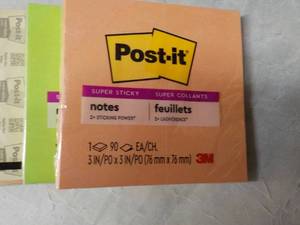 Post-it
SUPER STICKY SUPER COLLANTS
notes feuillets
2x STICKING POWER* 2x L'ADHÉRENCE*
1 90 EA/CH.
3 IN/PO x 3 IN/PO (76 mm x 76 mm) 3M